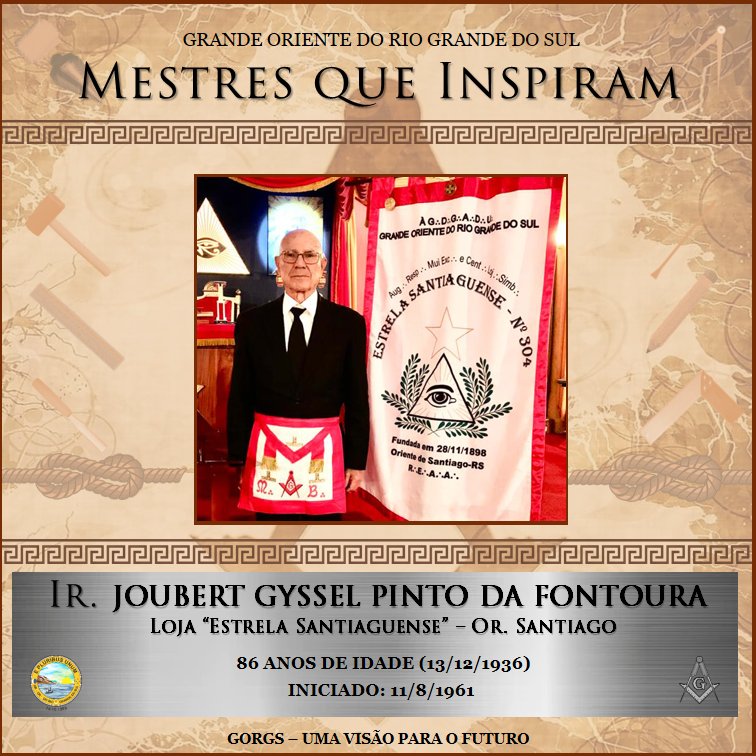 GRANDE ORIENTE DO RIO GRANDE DO SUL
MESTRES QUE INSPIRAM
À G∴D∴G∴A∴D∴U∴
GRANDE ORIENTE DO RIO GRANDE DO SUL
Aug∴ Resp∴ Mui Exc∴ e Cent∴ Loj∴ Simb∴
ESTRELA SANTIAGUENSE - Nº 304
Fundada em 28/11/1898
Oriente de Santiago-RS
R∴E∴A∴A∴
M B
G
IR. JOUBERT GYSSEL PINTO DA FONTOURA
LOJA “ESTRELA SANTIAGUENSE” – OR. SANTIAGO
86 ANOS DE IDADE (13/12/1936)
INICIADO: 11/8/1961
E PLURIBUS UNUM
G
GORGS – UMA VISÃO PARA O FUTURO